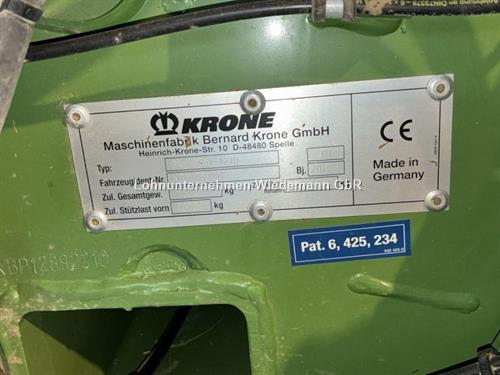 KRONE
Maschinenfabrik Bernard Krone GmbH
Heinrich-Krone-Str. 10 D-48480 Spelle
CE
Typ:
Fahrzeug/Ident-Nr.
Bj.
Made in Germany
Lohnunternehmen Wiedemann GbR
Zul. Gesamtgew.
kg
kg
Zul. Stützlast vorn
kg
Pat. 6,425,234